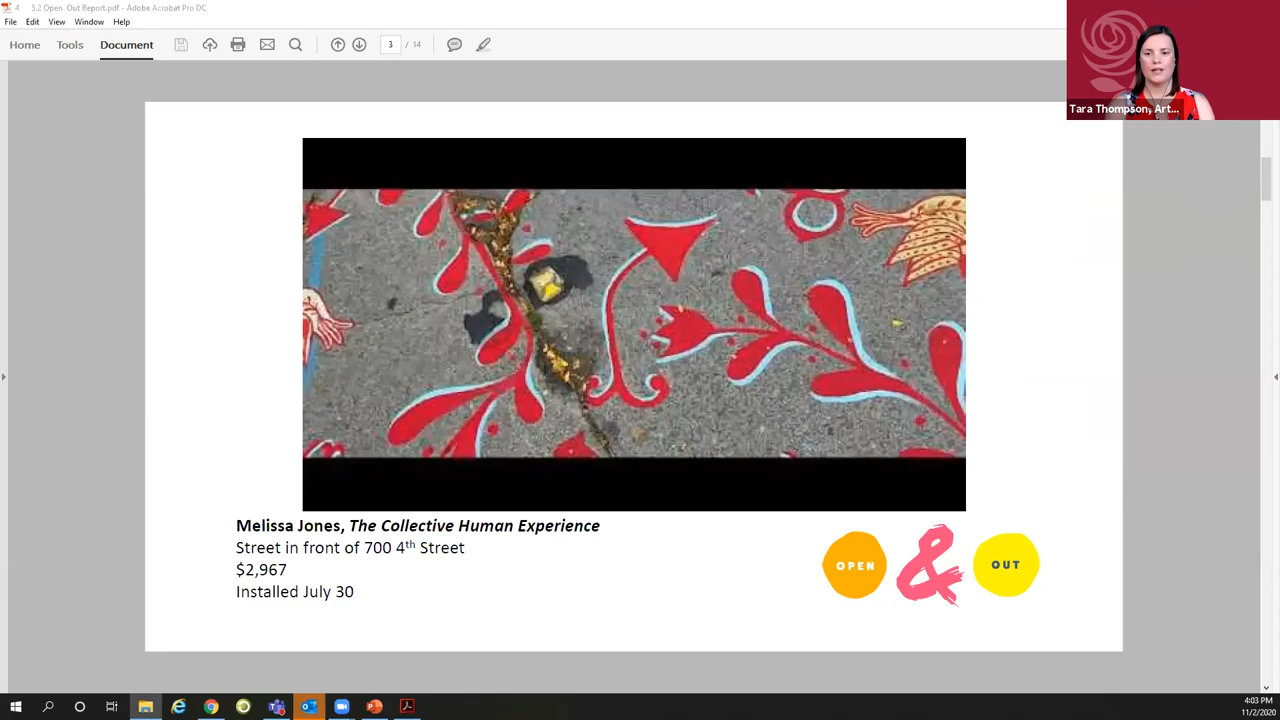 5.2 Open Out Report.pdf - Adobe Acrobat Pro DC
File Edit View Window Help
Home Tools Document 3 / 14
Tara Thompson, Art...
Melissa Jones, The Collective Human Experience
Street in front of 700 4th Street
$2,967
Installed July 30
OPEN & OUT
4:03 PM
11/2/2020